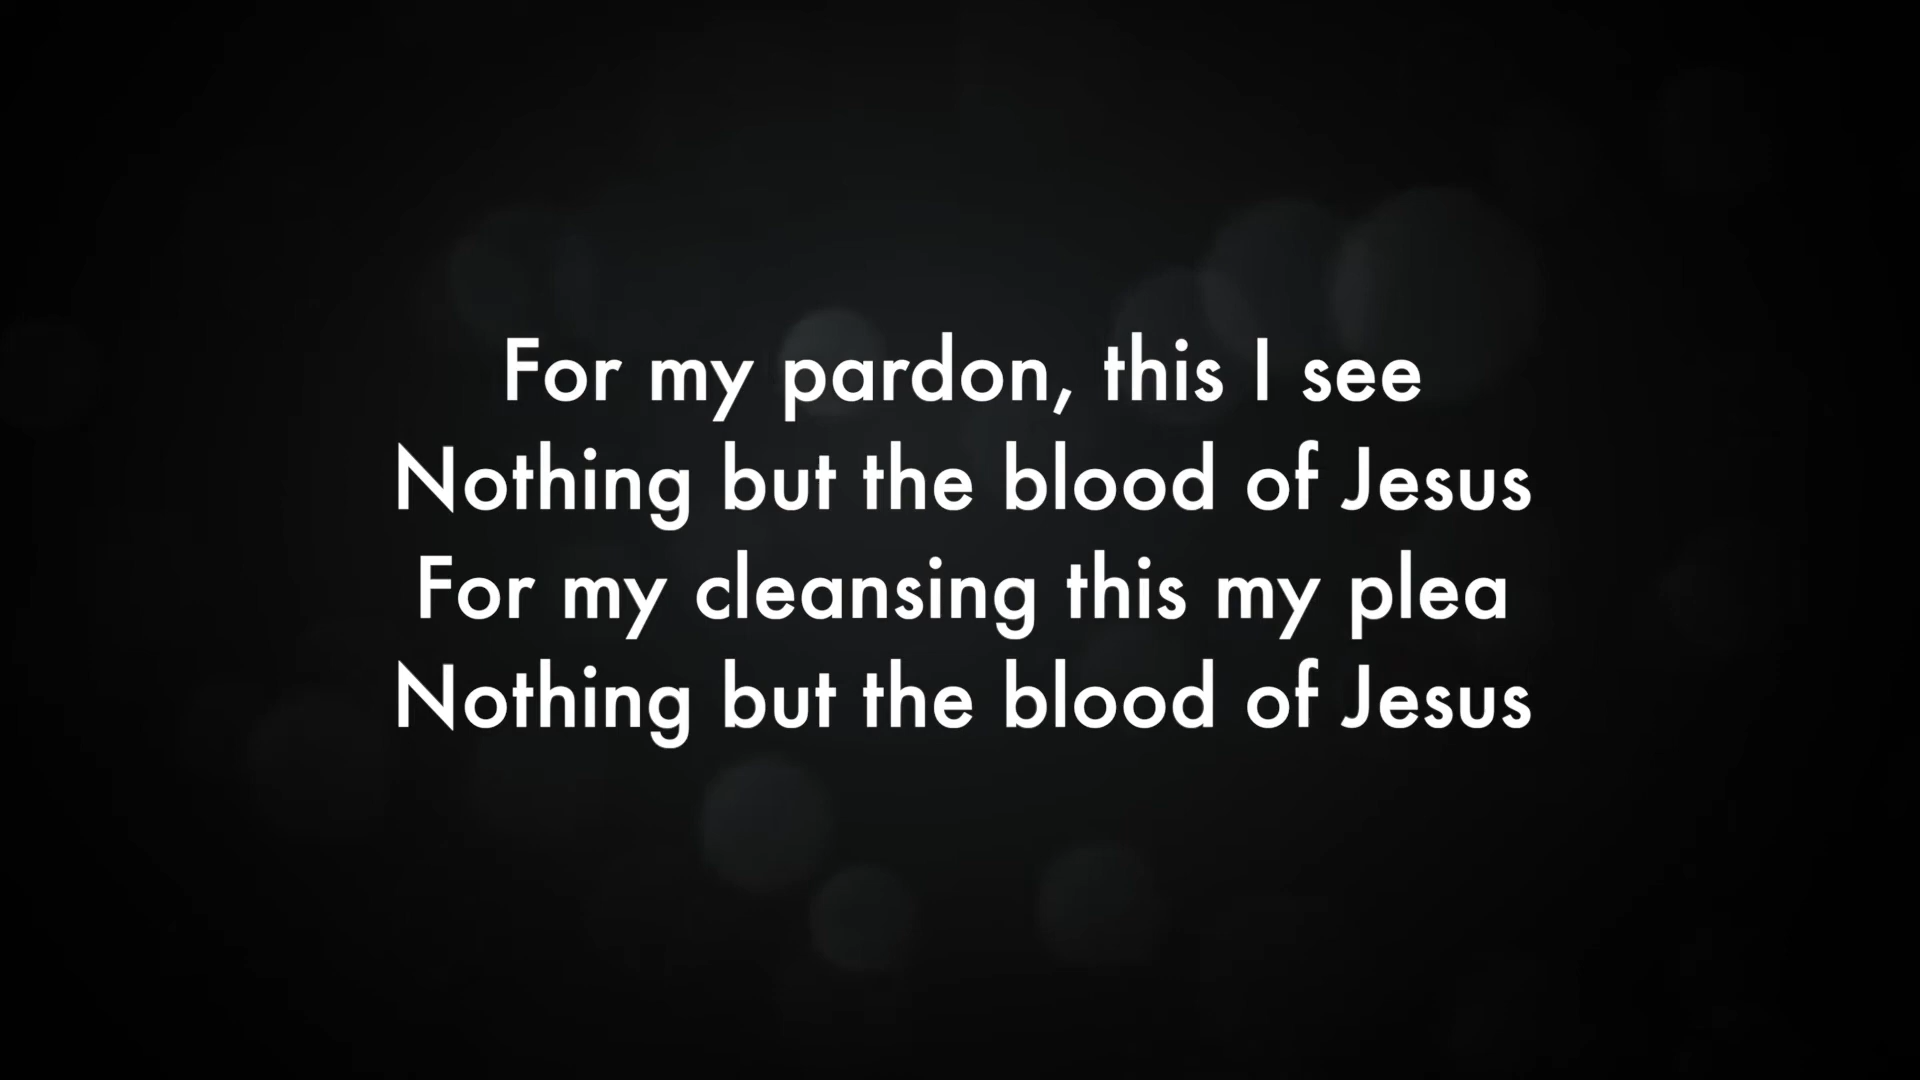 For my pardon, this I see
Nothing but the blood of Jesus
For my cleansing this my plea
Nothing but the blood of Jesus